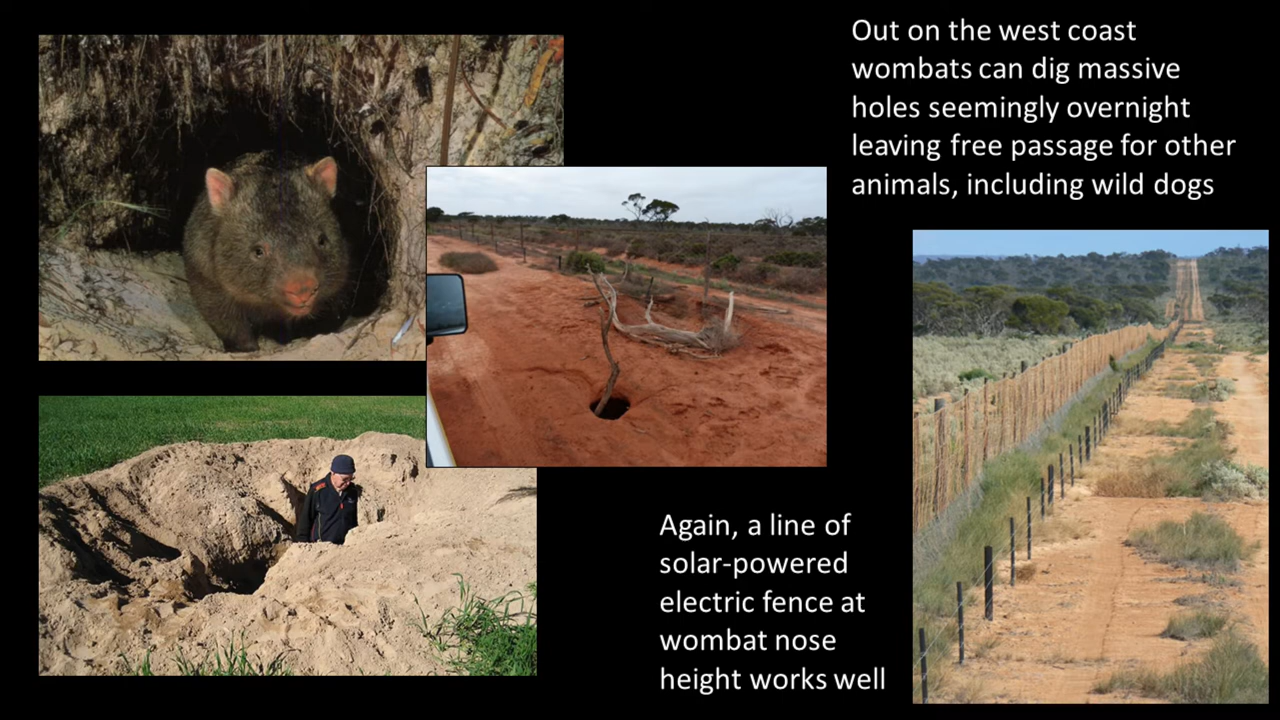 Out on the west coast
wombats can dig massive
holes seemingly overnight
leaving free passage for other
animals, including wild dogs
Again, a line of
solar-powered
electric fence at
wombat nose
height works well